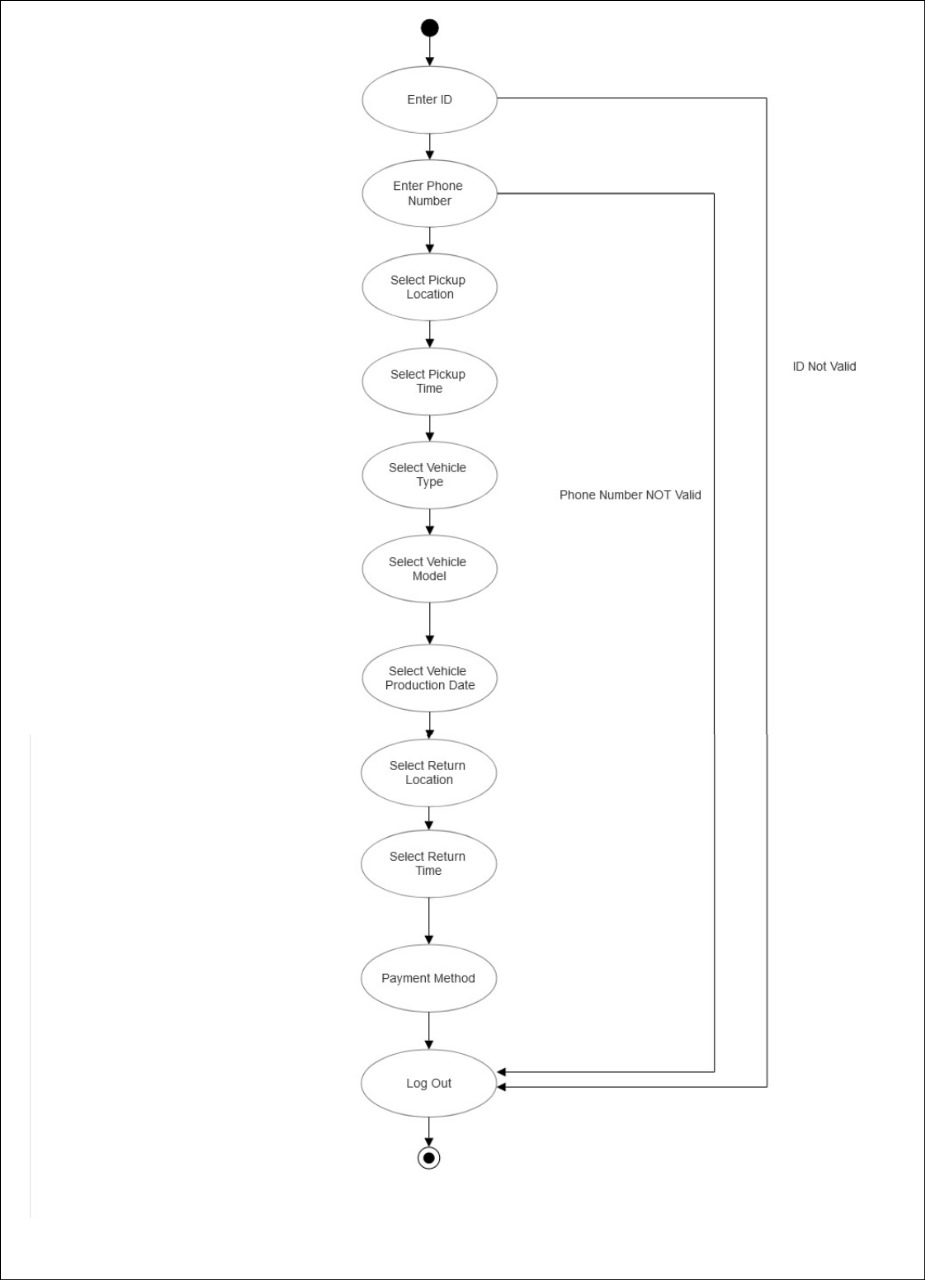 Enter ID
Enter Phone
Number
Select Pickup
Location
Select Pickup
Time
ID Not Valid
Select Vehicle
Type
Phone Number NOT Valid
Select Vehicle
Model
Select Vehicle
Production Date
Select Return
Location
Select Return
Time
Payment Method
Log Out